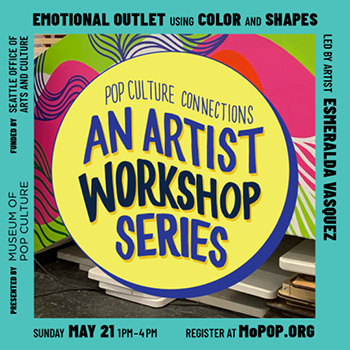 EMOTIONAL OUTLET USING COLOR AND SHAPES
FUNDED BY SEATTLE OFFICE OF
ARTS AND CULTURE
PRESENTED BY MUSEUM OF
POP CULTURE
LED BY ARTIST ESMERALDA VASQUEZ
POP CULTURE CONNECTIONS
AN ARTIST
WORKSHOP
SERIES
SUNDAY MAY 21 1PM-4PM
REGISTER AT MoPOP.ORG